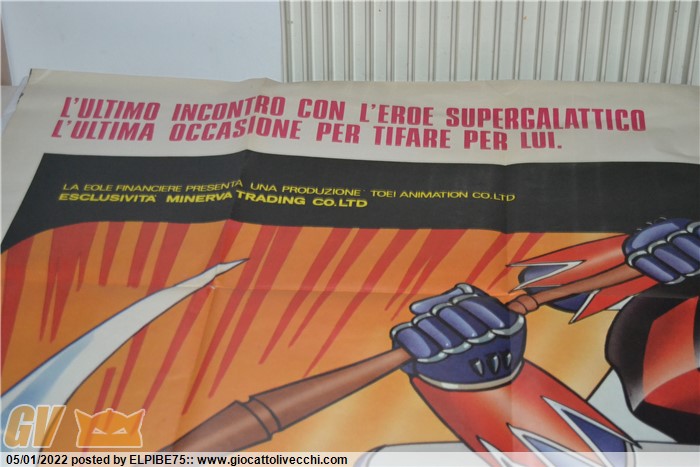 L'ULTIMO INCONTRO CON L'EROE SUPERGALATTICO
L'ULTIMA OCCASIONE PER TIFARE PER LUI.
LA EOLE FINANCIERE PRESENTA UNA PRODUZIONE TOEI ANIMATION CO.LTD
ESCLUSIVITÀ MINERVA TRADING CO.LTD
GV
05/01/2022 posted by ELPIBE75:: www.giocattolivecchi.com